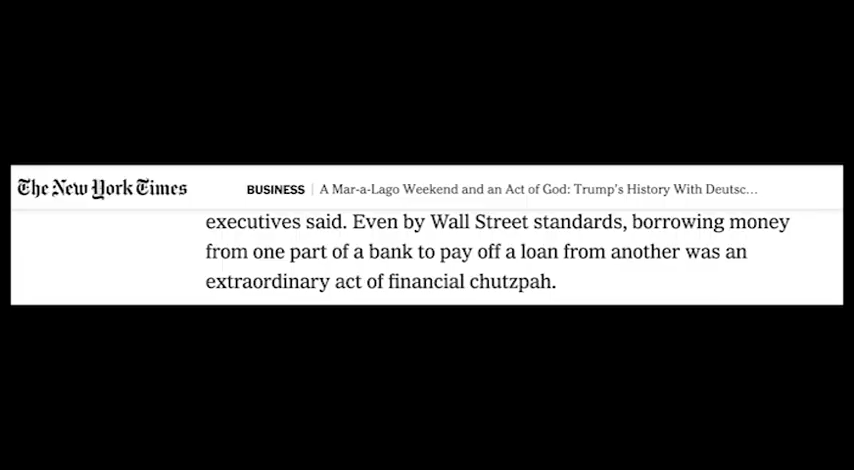 The New York Times
BUSINESS | A Mar-a-Lago Weekend and an Act of God: Trump's History With Deutsc...
executives said. Even by Wall Street standards, borrowing money
from one part of a bank to pay off a loan from another was an
extraordinary act of financial chutzpah.